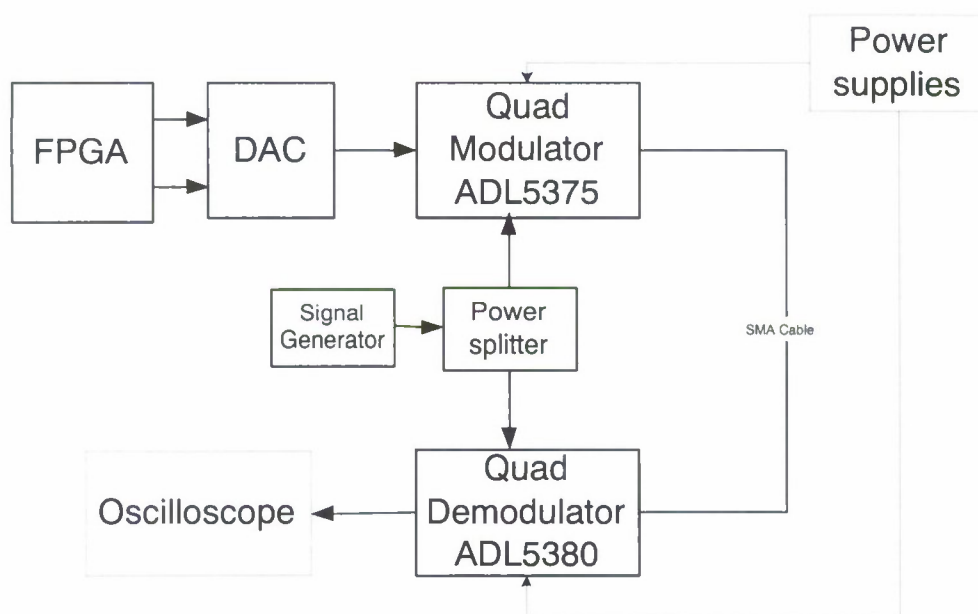 Power
supplies
FPGA
DAC
Quad
Modulator
ADL5375
Signal
Generator
Power
splitter
SMA Cable
Oscilloscope
Quad
Demodulator
ADL5380